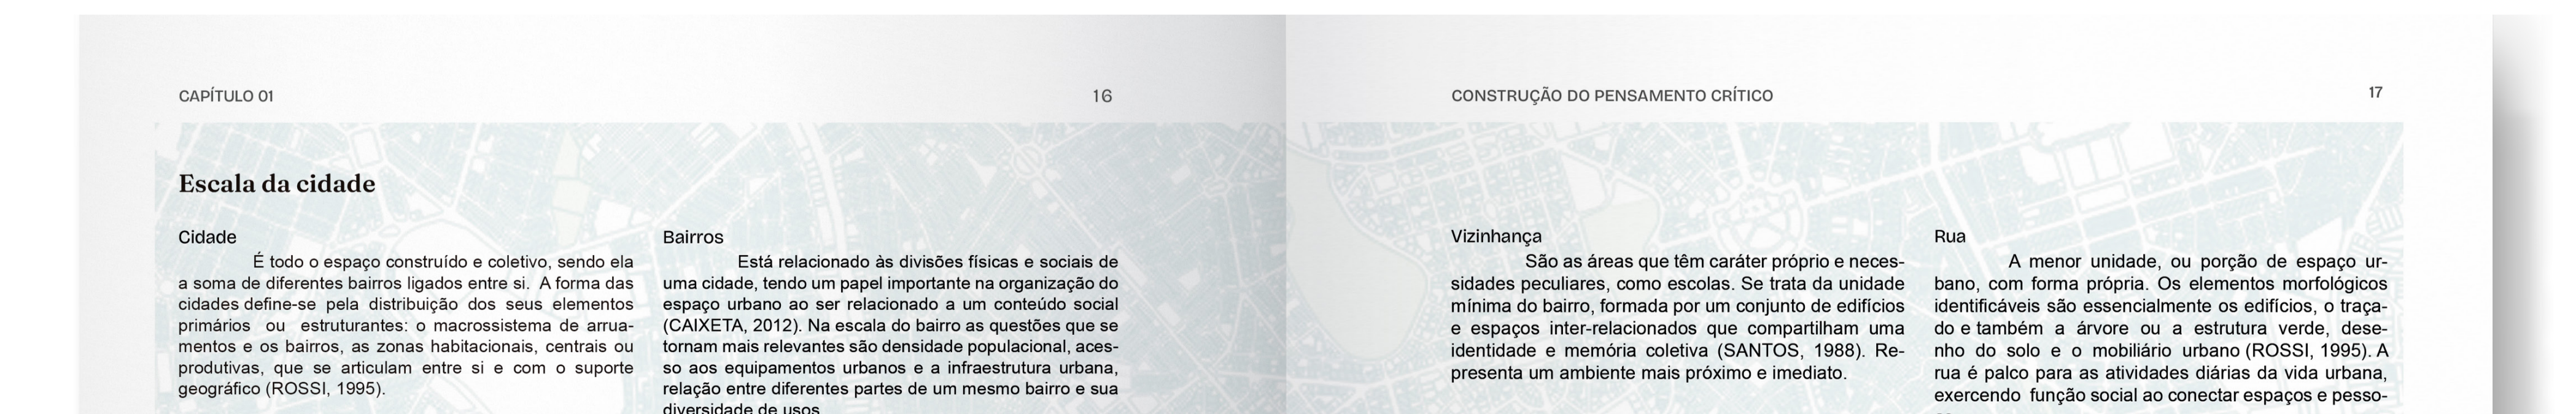 CAPÍTULO 01
16
Escala da cidade
Cidade
É todo o espaço construído e coletivo, sendo ela
a soma de diferentes bairros ligados entre si. A forma das
cidades define-se pela distribuição dos seus elementos
primários ou estruturantes: o macrossistema de arrua-
mentos e os bairros, as zonas habitacionais, centrais ou
produtivas, que se articulam entre si e com o suporte
geográfico (ROSSI, 1995).
Bairros
Está relacionado às divisões físicas e sociais de
uma cidade, tendo um papel importante na organização do
espaço urbano ao ser relacionado a um conteúdo social
(CAIXETA, 2012). Na escala do bairro as questões que se
tornam mais relevantes são densidade populacional, aces-
so aos equipamentos urbanos e a infraestrutura urbana,
relação entre diferentes partes de um mesmo bairro e sua
diversidade de usos
CONSTRUÇÃO DO PENSAMENTO CRÍTICO
17
Vizinhança
São as áreas que têm caráter próprio e neces-
sidades peculiares, como escolas. Se trata da unidade
mínima do bairro, formada por um conjunto de edifícios
e espaços inter-relacionados que compartilham uma
identidade e memória coletiva (SANTOS, 1988). Re-
presenta um ambiente mais próximo e imediato.
Rua
A menor unidade, ou porção de espaço ur-
bano, com forma própria. Os elementos morfológicos
identificáveis são essencialmente os edifícios, o traça-
do e também a árvore ou a estrutura verde, dese-
nho do solo e o mobiliário urbano (ROSSI, 1995). A
rua é palco para as atividades diárias da vida urbana,
exercendo função social ao conectar espaços e pesso-